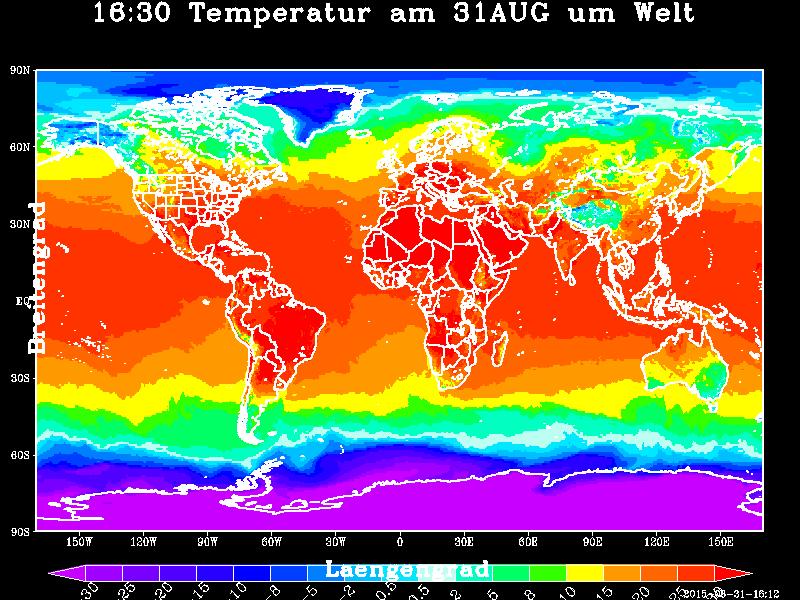 16:30 Temperatur am 31AUG um Welt
90N
60N
30N
EQ
30S
60S
90S
Breitengrad
150W 120W 90W 60W 30W 0 30E 60E 90E 120E 150E
Laengengrad
-30 -25 -20 -15 -10 -8 -5 -2 -0.5 0.5 2 5 8 10 15 20 25
2015-08-31-16:12